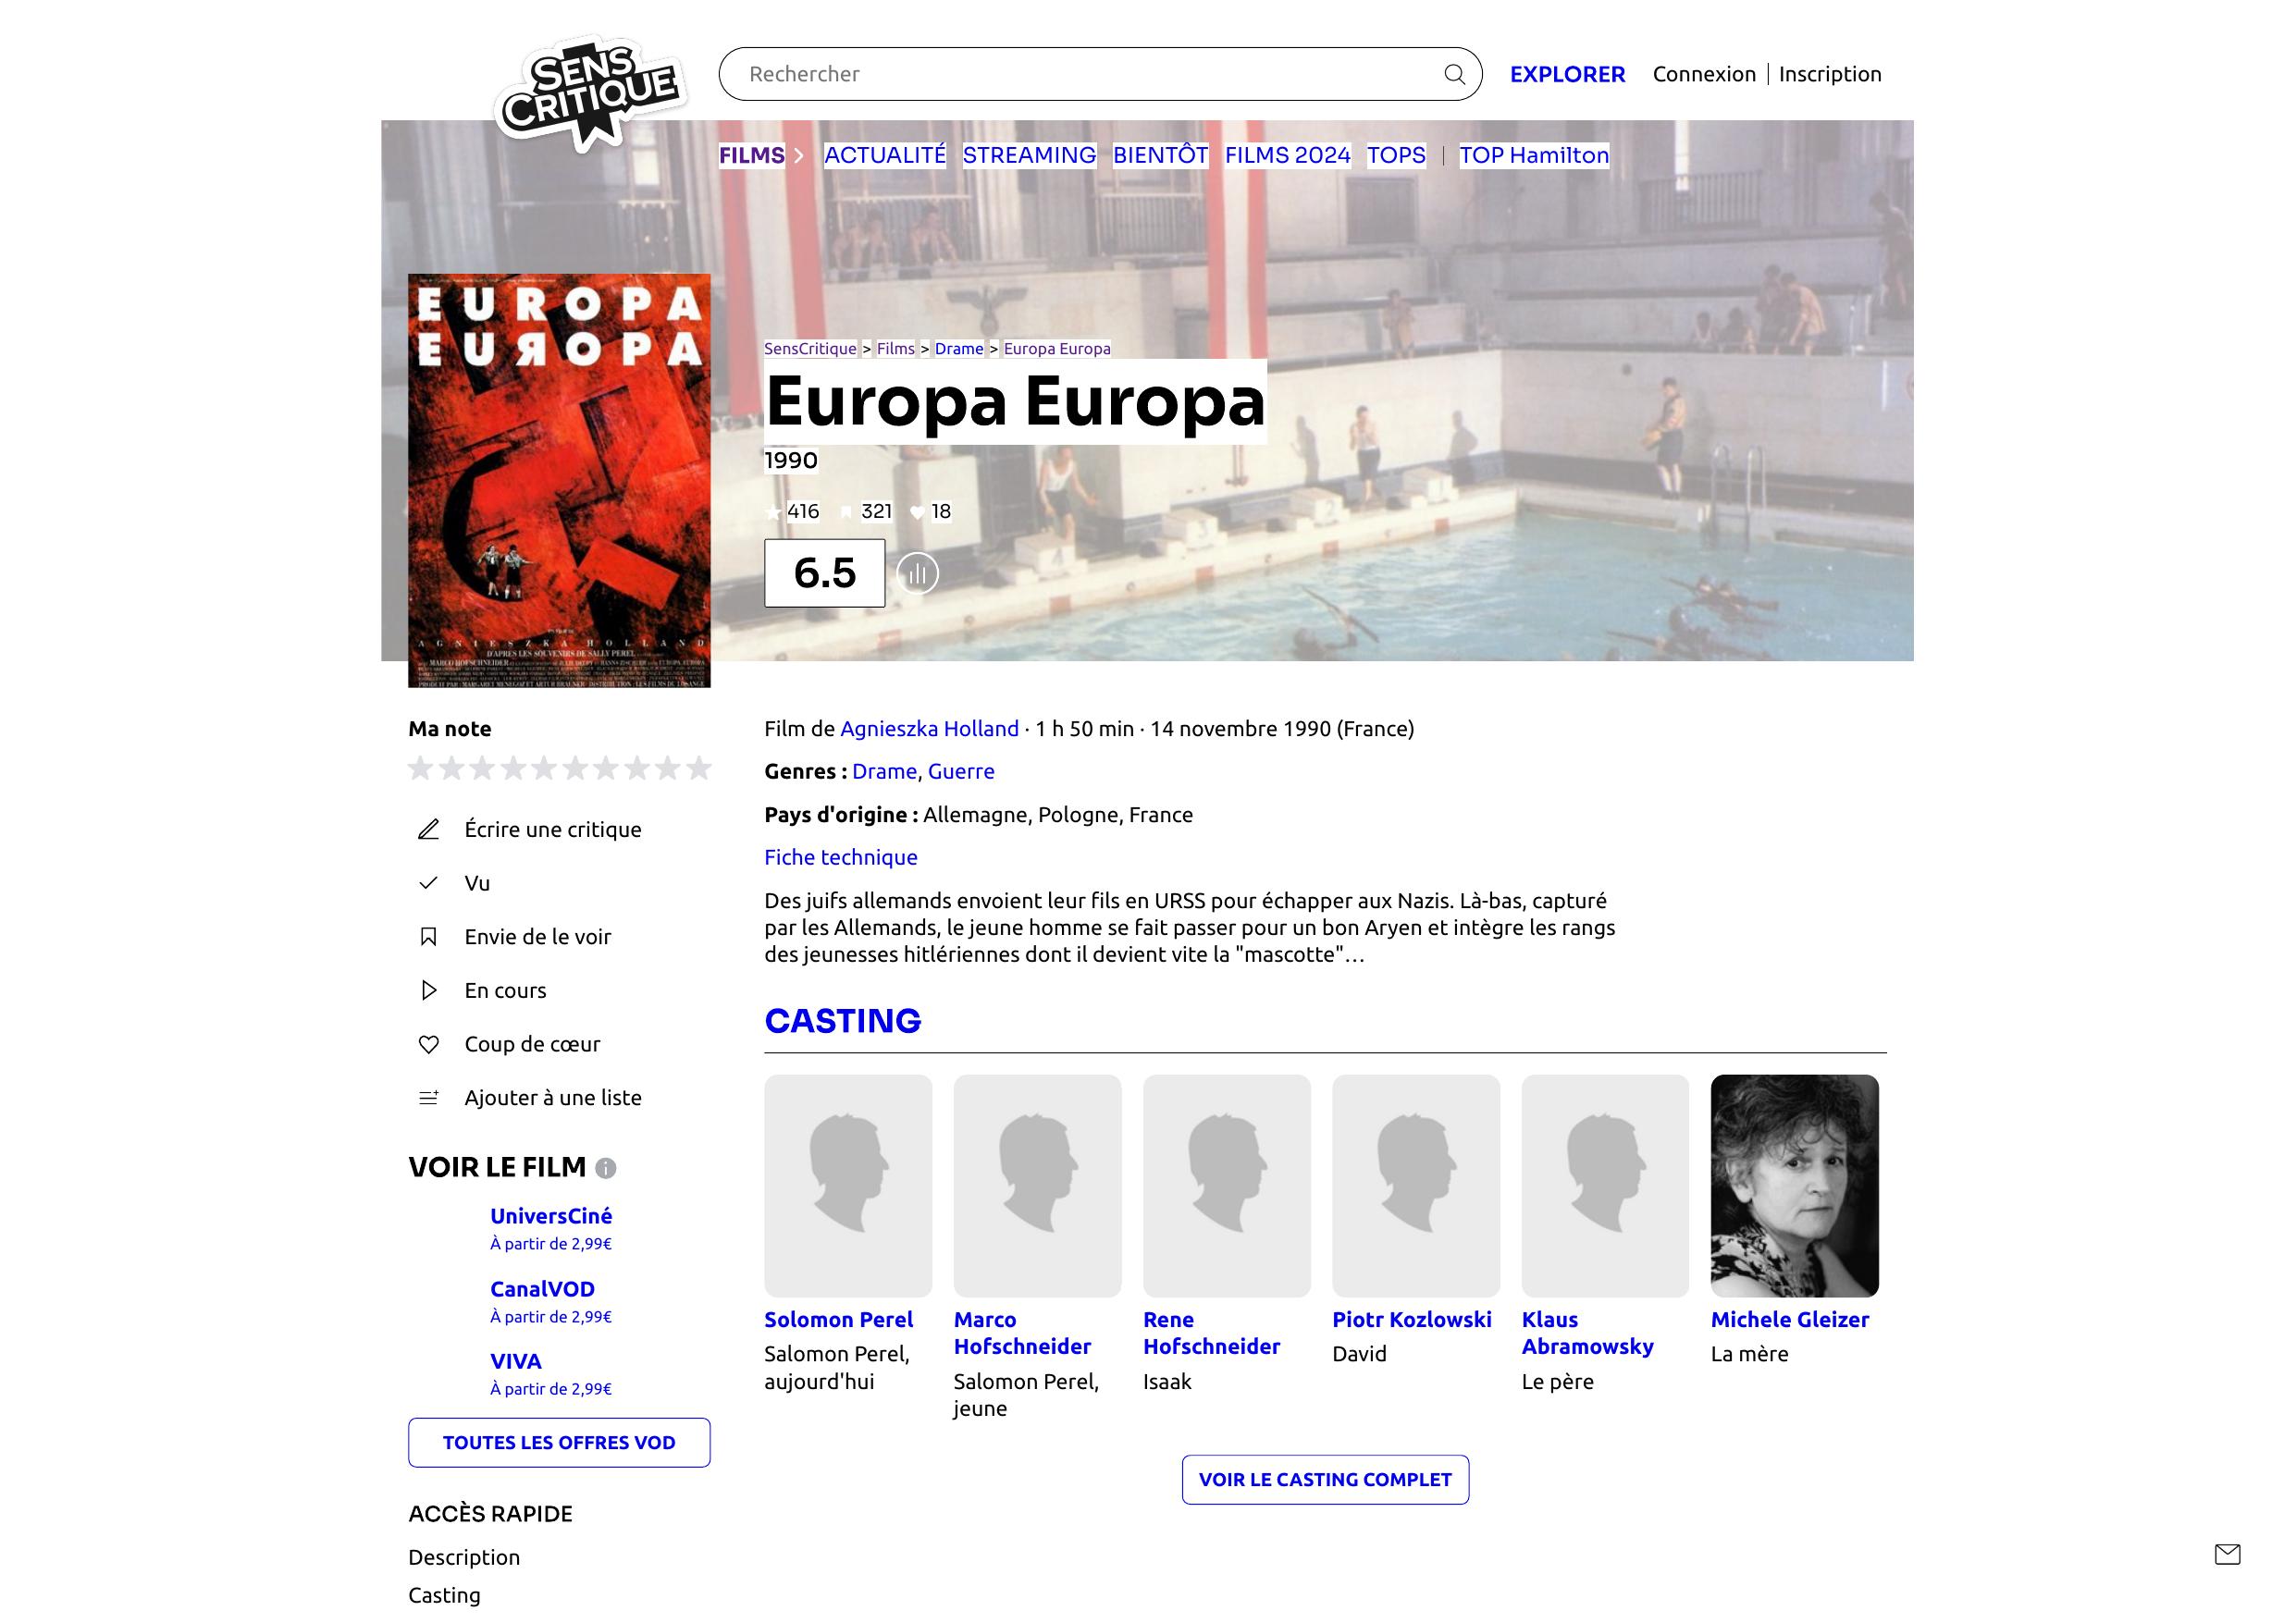 SENS
CRITIQUE
Rechercher
EXPLORER
Connexion
Inscription
FILMS
ACTUALITÉ
STREAMING
BIENTÔT
FILMS 2024
TOPS
TOP Hamilton
EUROPA
EUЯOPA
AGNIESZKA HOLLAND
D'APRES LES SOUVENIRS DE SALLY PEREL
SensCritique > Films > Drame > Europa Europa
Europa Europa
1990
416
321
18
6.5
Ma note
Écrire une critique
Vu
Envie de le voir
En cours
Coup de cœur
Ajouter à une liste
VOIR LE FILM
UniversCiné
À partir de 2,99€
CanalVOD
À partir de 2,99€
VIVA
À partir de 2,99€
TOUTES LES OFFRES VOD
ACCÈS RAPIDE
Description
Casting
Film de Agnieszka Holland · 1 h 50 min · 14 novembre 1990 (France)
Genres : Drame, Guerre
Pays d'origine : Allemagne, Pologne, France
Fiche technique
Des juifs allemands envoient leur fils en URSS pour échapper aux Nazis. Là-bas, capturé
par les Allemands, le jeune homme se fait passer pour un bon Aryen et intègre les rangs
des jeunesses hitlériennes dont il devient vite la "mascotte"…
CASTING
Solomon Perel
Salomon Perel,
aujourd'hui
Marco
Hofschneider
Salomon Perel,
jeune
Rene
Hofschneider
Isaak
Piotr Kozlowski
David
Klaus
Abramowsky
Le père
Michele Gleizer
La mère
VOIR LE CASTING COMPLET